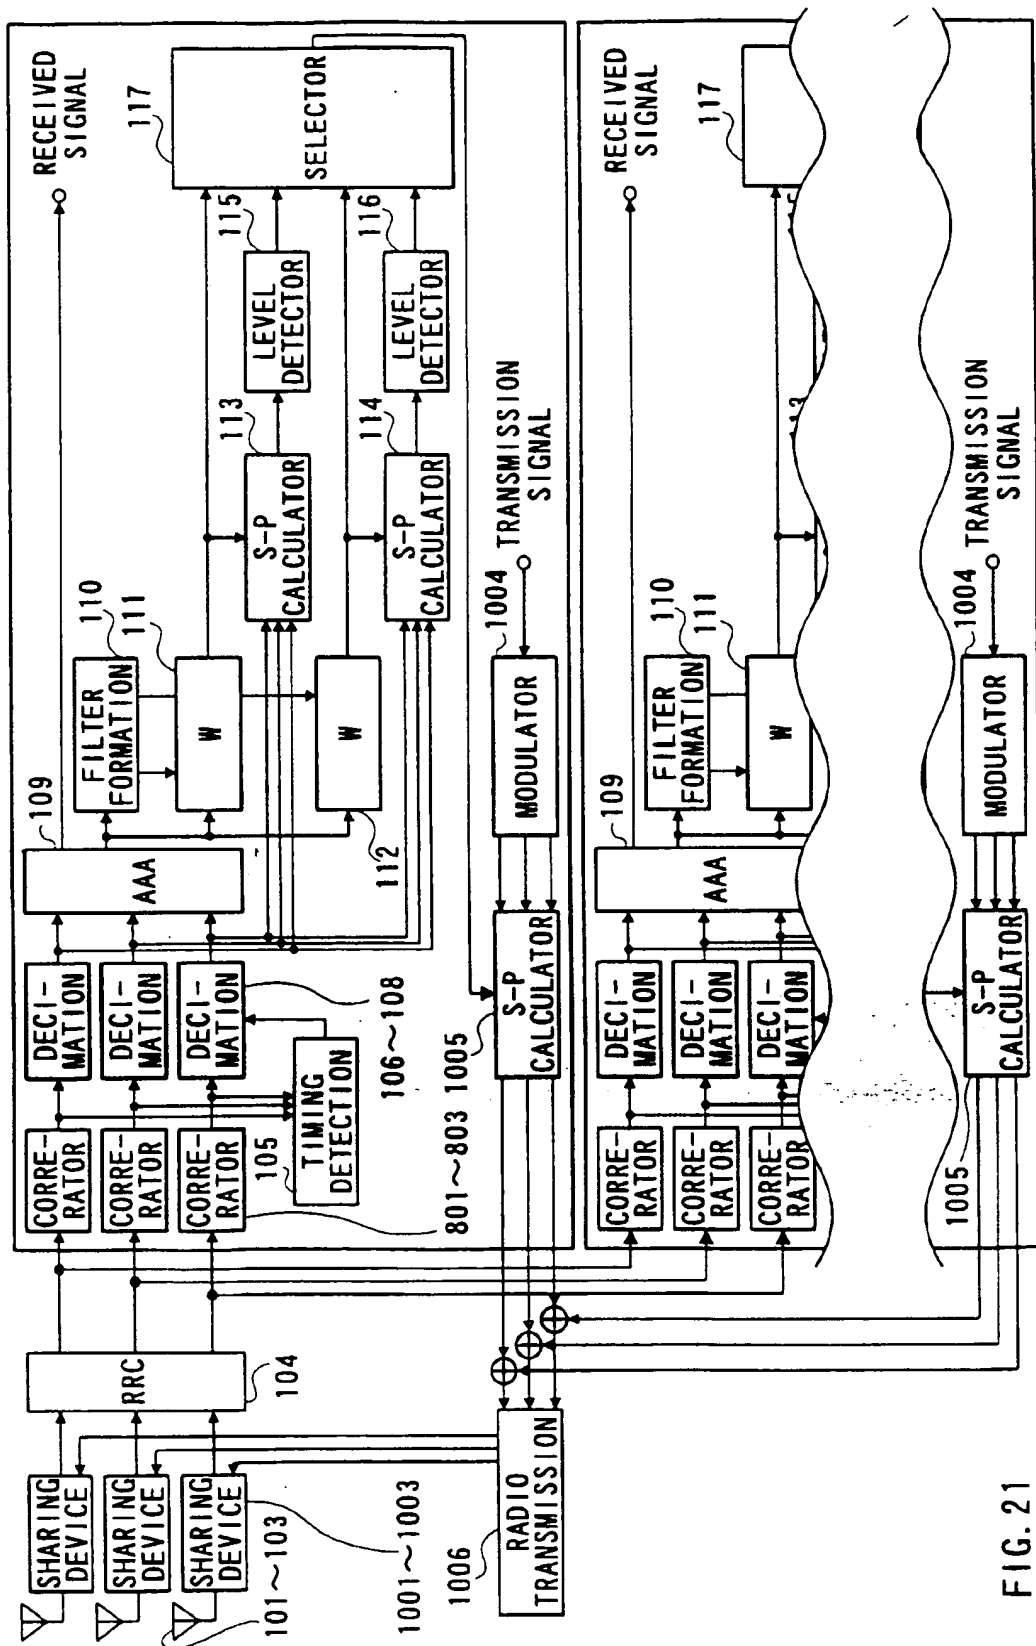 101~103
SHARING
DEVICE
SHARING
DEVICE
SHARING
DEVICE
1001~1003
RRC
104
1006
RADIO
TRANSMISSION
CORRE-
RATOR
CORRE-
RATOR
CORRE-
RATOR
801~803
105
TIMING
DETECTION
DECI-
MATION
DECI-
MATION
DECI-
MATION
106~108
AAA
109
FILTER
FORMATION
110
W
111
W
112
S-P
CALCULATOR
113
S-P
CALCULATOR
114
LEVEL
DETECTOR
115
LEVEL
DETECTOR
116
SELECTOR
117
RECEIVED
SIGNAL
1005
S-P
CALCULATOR
MODULATOR
1004
TRANSMISSION
SIGNAL
CORRE-
RATOR
CORRE-
RATOR
CORRE-
RATOR
DECI-
MATION
DECI-
MATION
DECI-
MATION
AAA
109
FILTER
FORMATION
110
W
111
113
117
RECEIVED
SIGNAL
1005
S-P
CALCULATOR
MODULATOR
1004
TRANSMISSION
SIGNAL
FIG. 21